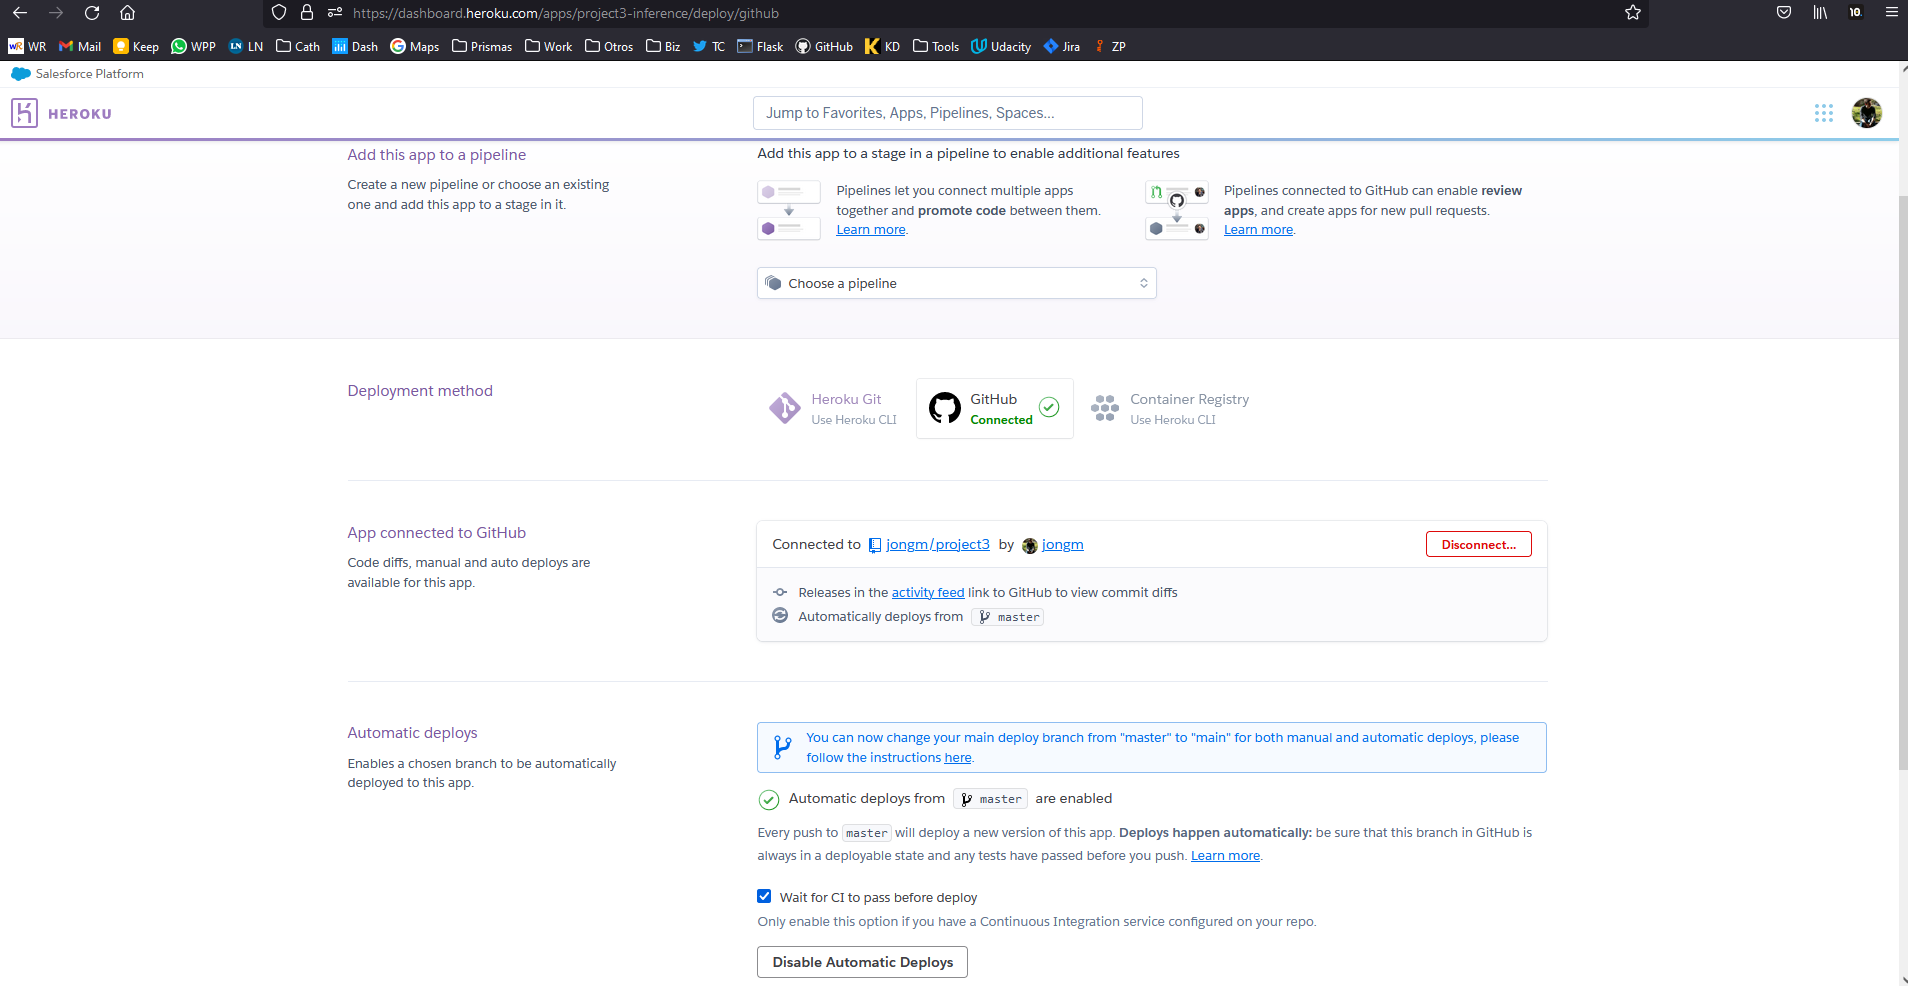 https://dashboard.heroku.com/apps/project3-inference/deploy/github
WR Mail Keep WPP LN Cath Dash Maps Prismas Work Otros Biz TC Flask GitHub KD Tools Udacity Jira ZP
Salesforce Platform
HEROKU
Jump to Favorites, Apps, Pipelines, Spaces...
Add this app to a pipeline
Create a new pipeline or choose an existing
one and add this app to a stage in it.
Add this app to a stage in a pipeline to enable additional features
Pipelines let you connect multiple apps
together and promote code between them.
Learn more.
Pipelines connected to GitHub can enable review
apps, and create apps for new pull requests.
Learn more.
Choose a pipeline
Deployment method
Heroku Git
Use Heroku CLI
GitHub
Connected
Container Registry
Use Heroku CLI
App connected to GitHub
Code diffs, manual and auto deploys are
available for this app.
Connected to jongm/project3 by jongm
Disconnect...
Releases in the activity feed link to GitHub to view commit diffs
Automatically deploys from master
Automatic deploys
Enables a chosen branch to be automatically
deployed to this app.
You can now change your main deploy branch from "master" to "main" for both manual and automatic deploys, please
follow the instructions here.
Automatic deploys from master are enabled
Every push to master will deploy a new version of this app. Deploys happen automatically: be sure that this branch in GitHub is
always in a deployable state and any tests have passed before you push. Learn more.
Wait for CI to pass before deploy
Only enable this option if you have a Continuous Integration service configured on your repo.
Disable Automatic Deploys